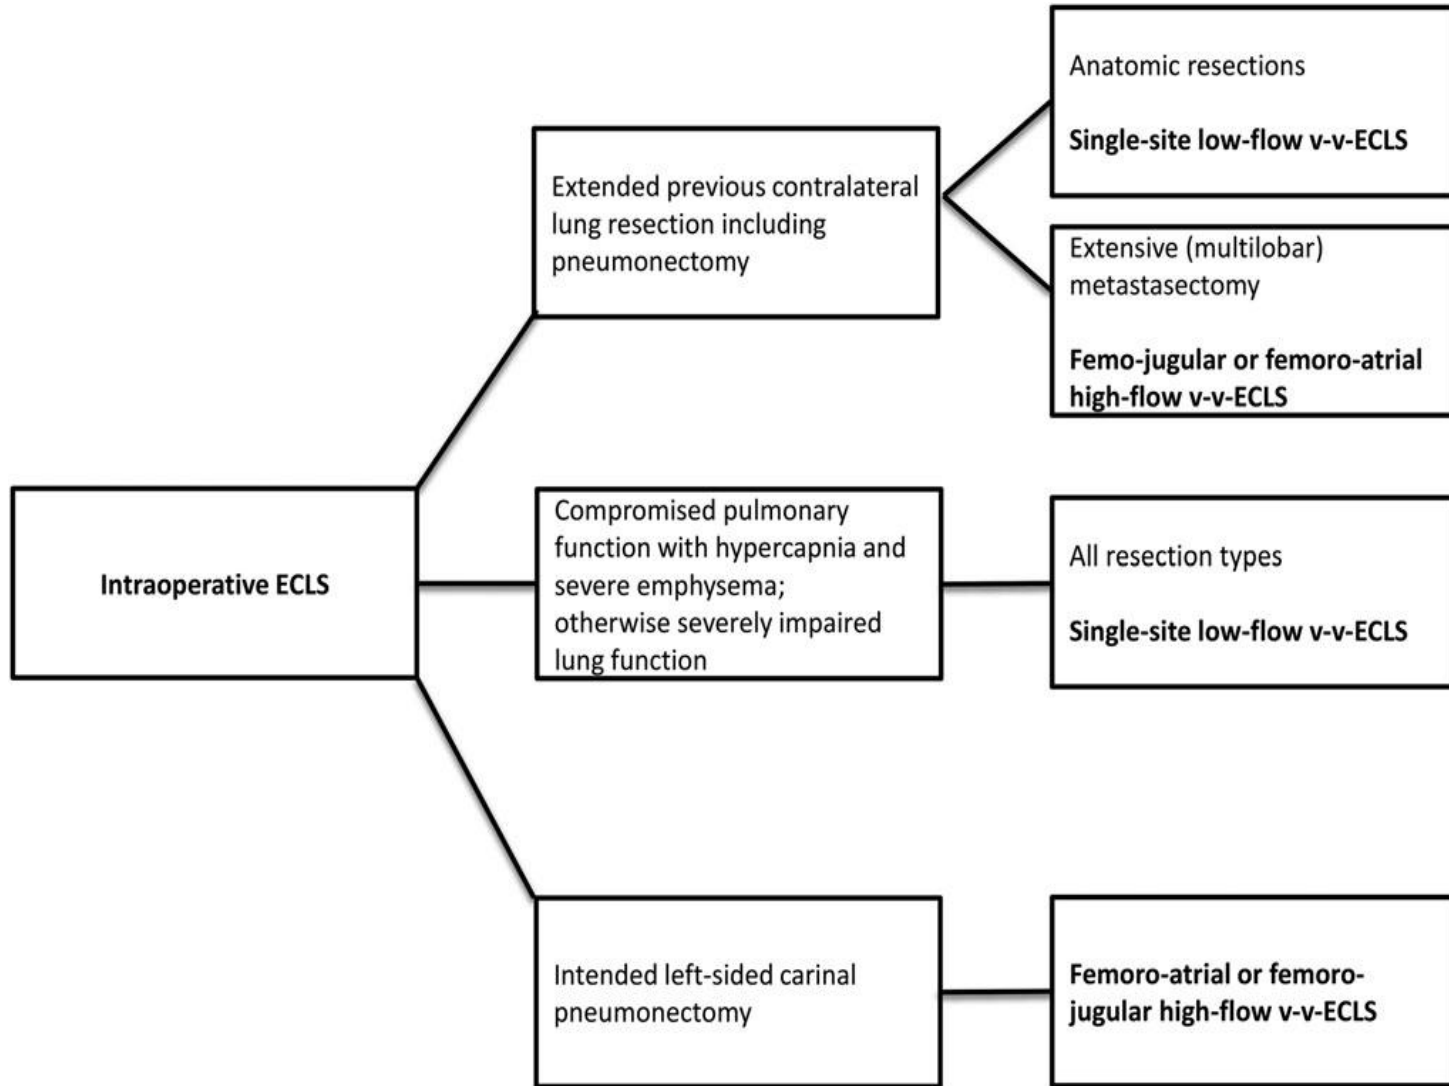 Anatomic resections
Single-site low-flow v-v-ECLS
Extended previous contralateral
lung resection including
pneumonectomy
Extensive (multilobar)
metastasectomy
Femo-jugular or femoro-atrial
high-flow v-v-ECLS
Intraoperative ECLS
Compromised pulmonary
function with hypercapnia and
severe emphysema;
otherwise severely impaired
lung function
All resection types
Single-site low-flow v-v-ECLS
Intended left-sided carinal
pneumonectomy
Femoro-atrial or femoro-
jugular high-flow v-v-ECLS